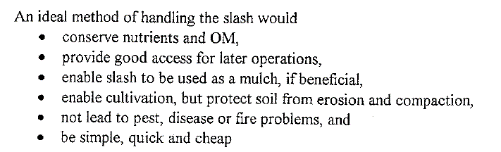 An ideal method of handling the slash would
• conserve nutrients and OM,
• provide good access for later operations,
• enable slash to be used as a mulch, if beneficial,
• enable cultivation, but protect soil from erosion and compaction,
• not lead to pest, disease or fire problems, and
• be simple, quick and cheap